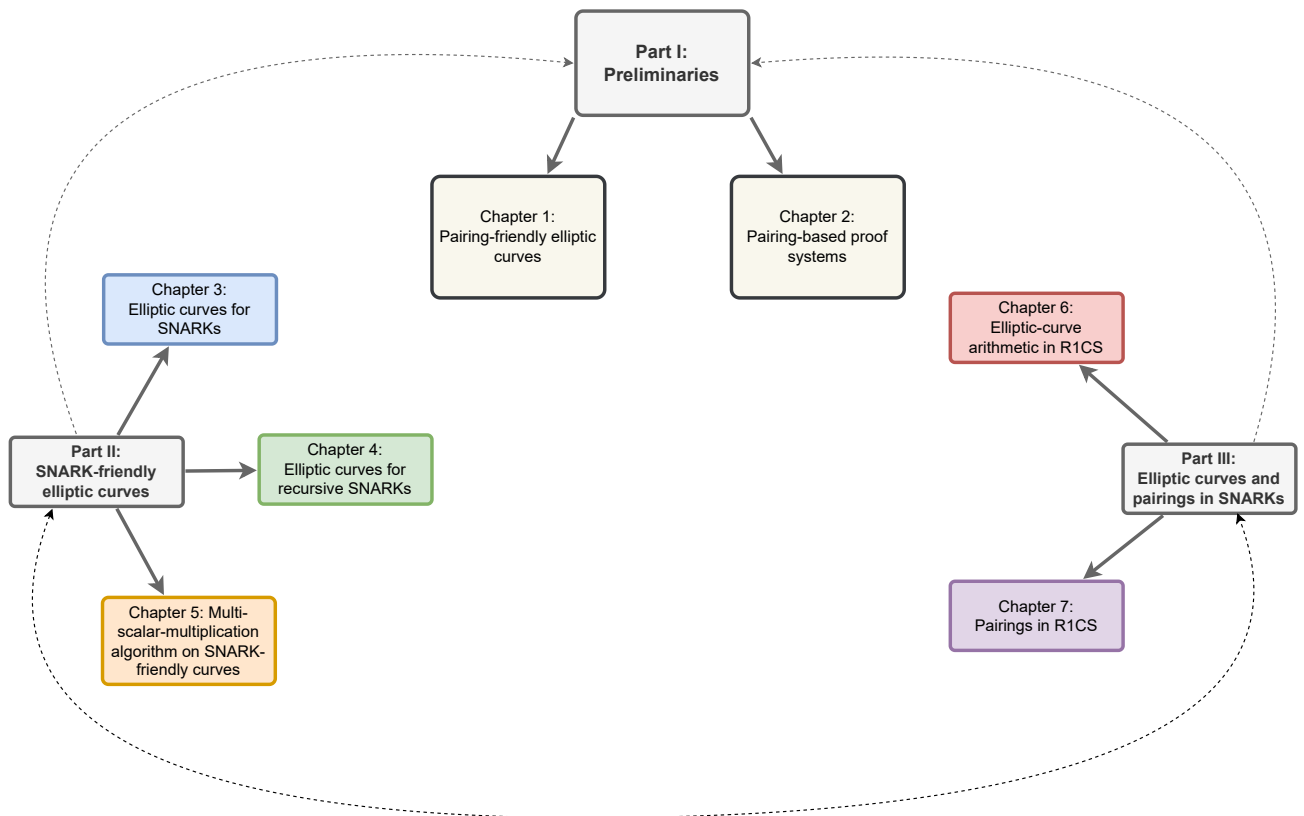 Part I:
Preliminaries
Chapter 1:
Pairing-friendly elliptic
curves
Chapter 2:
Pairing-based proof
systems
Chapter 3:
Elliptic curves for
SNARKs
Chapter 6:
Elliptic-curve
arithmetic in R1CS
Part II:
SNARK-friendly
elliptic curves
Chapter 4:
Elliptic curves for
recursive SNARKs
Part III:
Elliptic curves and
pairings in SNARKs
Chapter 5: Multi-
scalar-multiplication
algorithm on SNARK-
friendly curves
Chapter 7:
Pairings in R1CS